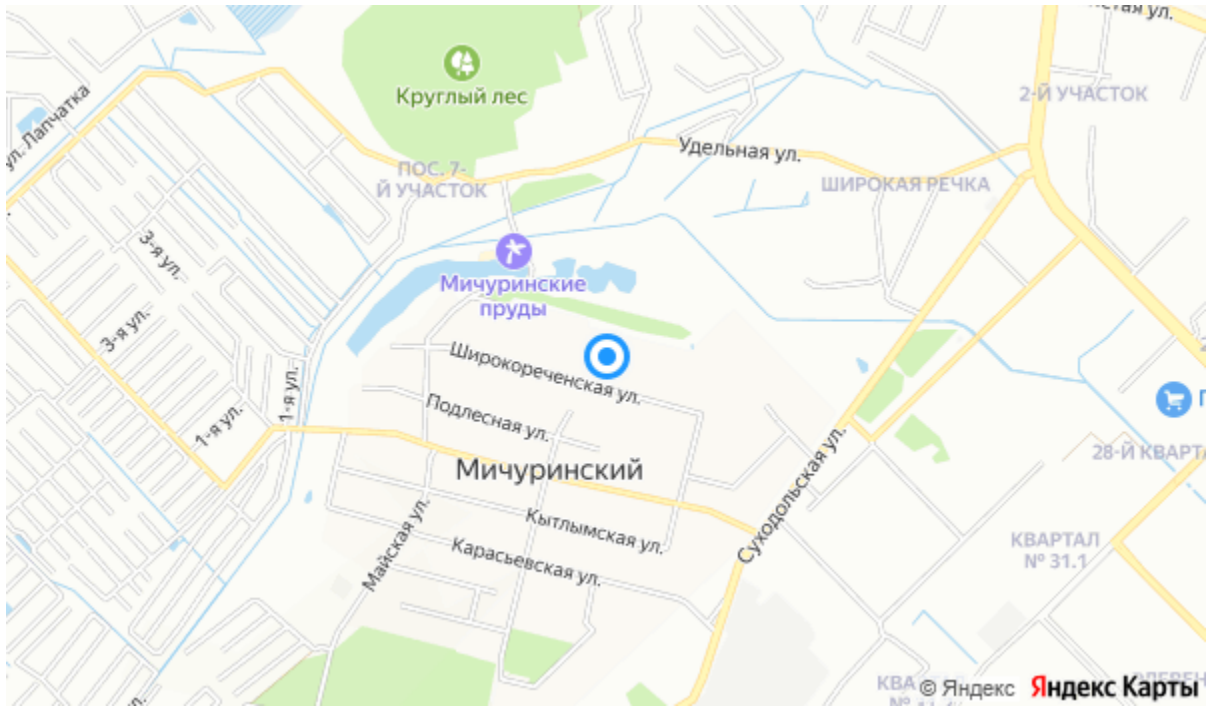 Круглый лес
ул. Лапчатка
2-Й УЧАСТОК
Удельная ул.
ПОС. 7-
Й УЧАСТОК
ШИРОКАЯ РЕЧКА
3-я ул.
Мичуринские
пруды
3-я ул.
Широкореченская ул.
1-я ул.
1-я ул.
Подлесная ул.
28-Й КВАРТА
Мичуринский
Суходольская ул.
Майская ул.
Кытлымская ул.
Карасьевская ул.
КВАРТАЛ
№ 31.1
© Яндекс Яндекс Карты